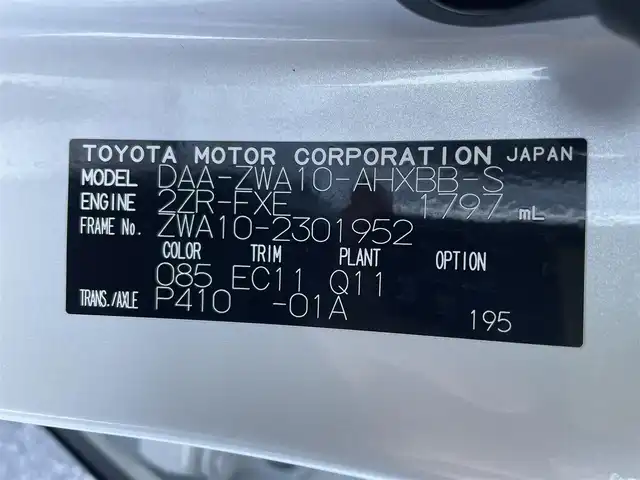 TOYOTA MOTOR CORPORATION JAPAN
MODEL DAA-ZWA10-AHXBB-S
ENGINE 2ZR-FXE 1797 mL
FRAME No. ZWA10-2301952
COLOR TRIM PLANT OPTION
085 EC11 Q11
TRANS./AXLE P410 -01A 195